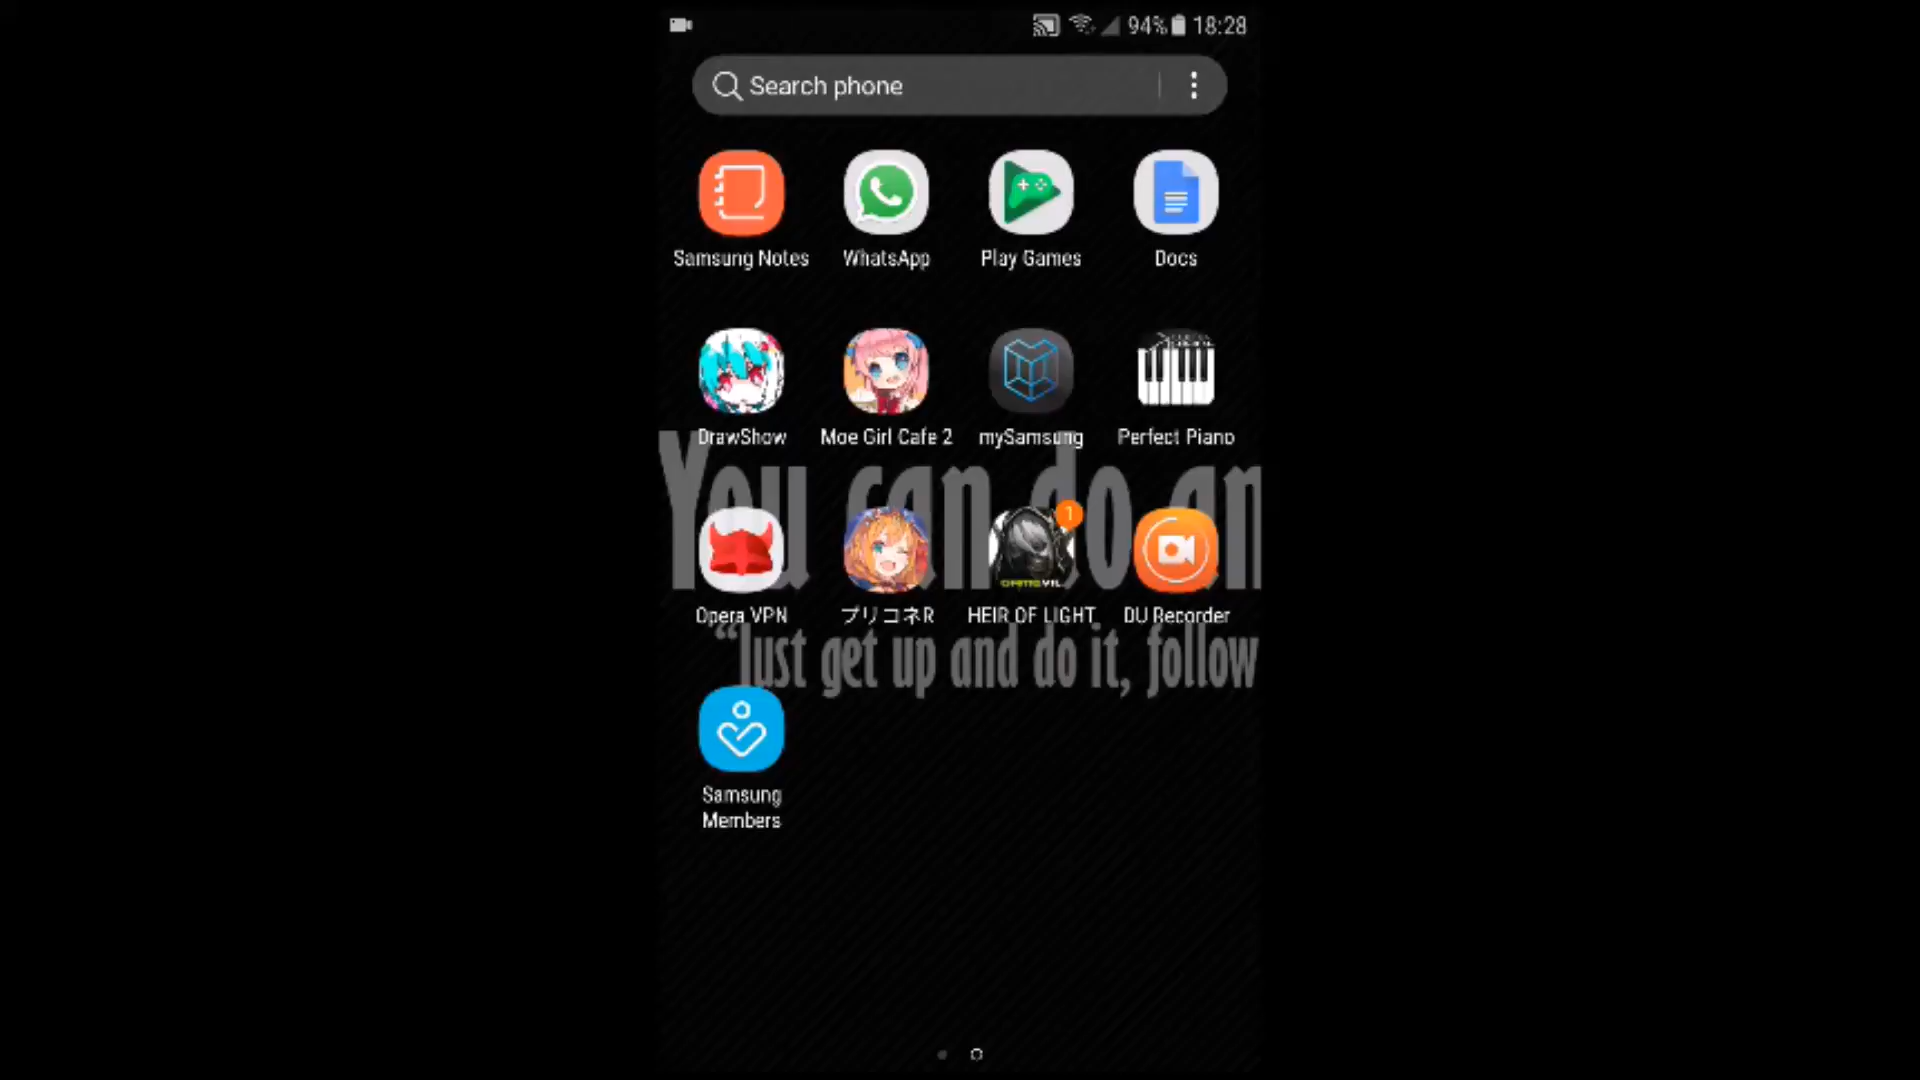 94% 18:28
Search phone
Samsung Notes WhatsApp Play Games Docs
DrawShow Moe Girl Cafe 2 mySamsung Perfect Piano
You can do an
1
Opera VPN プリコネR HEIR OF LIGHT DU Recorder
“Just get up and do it, follow
Samsung
Members